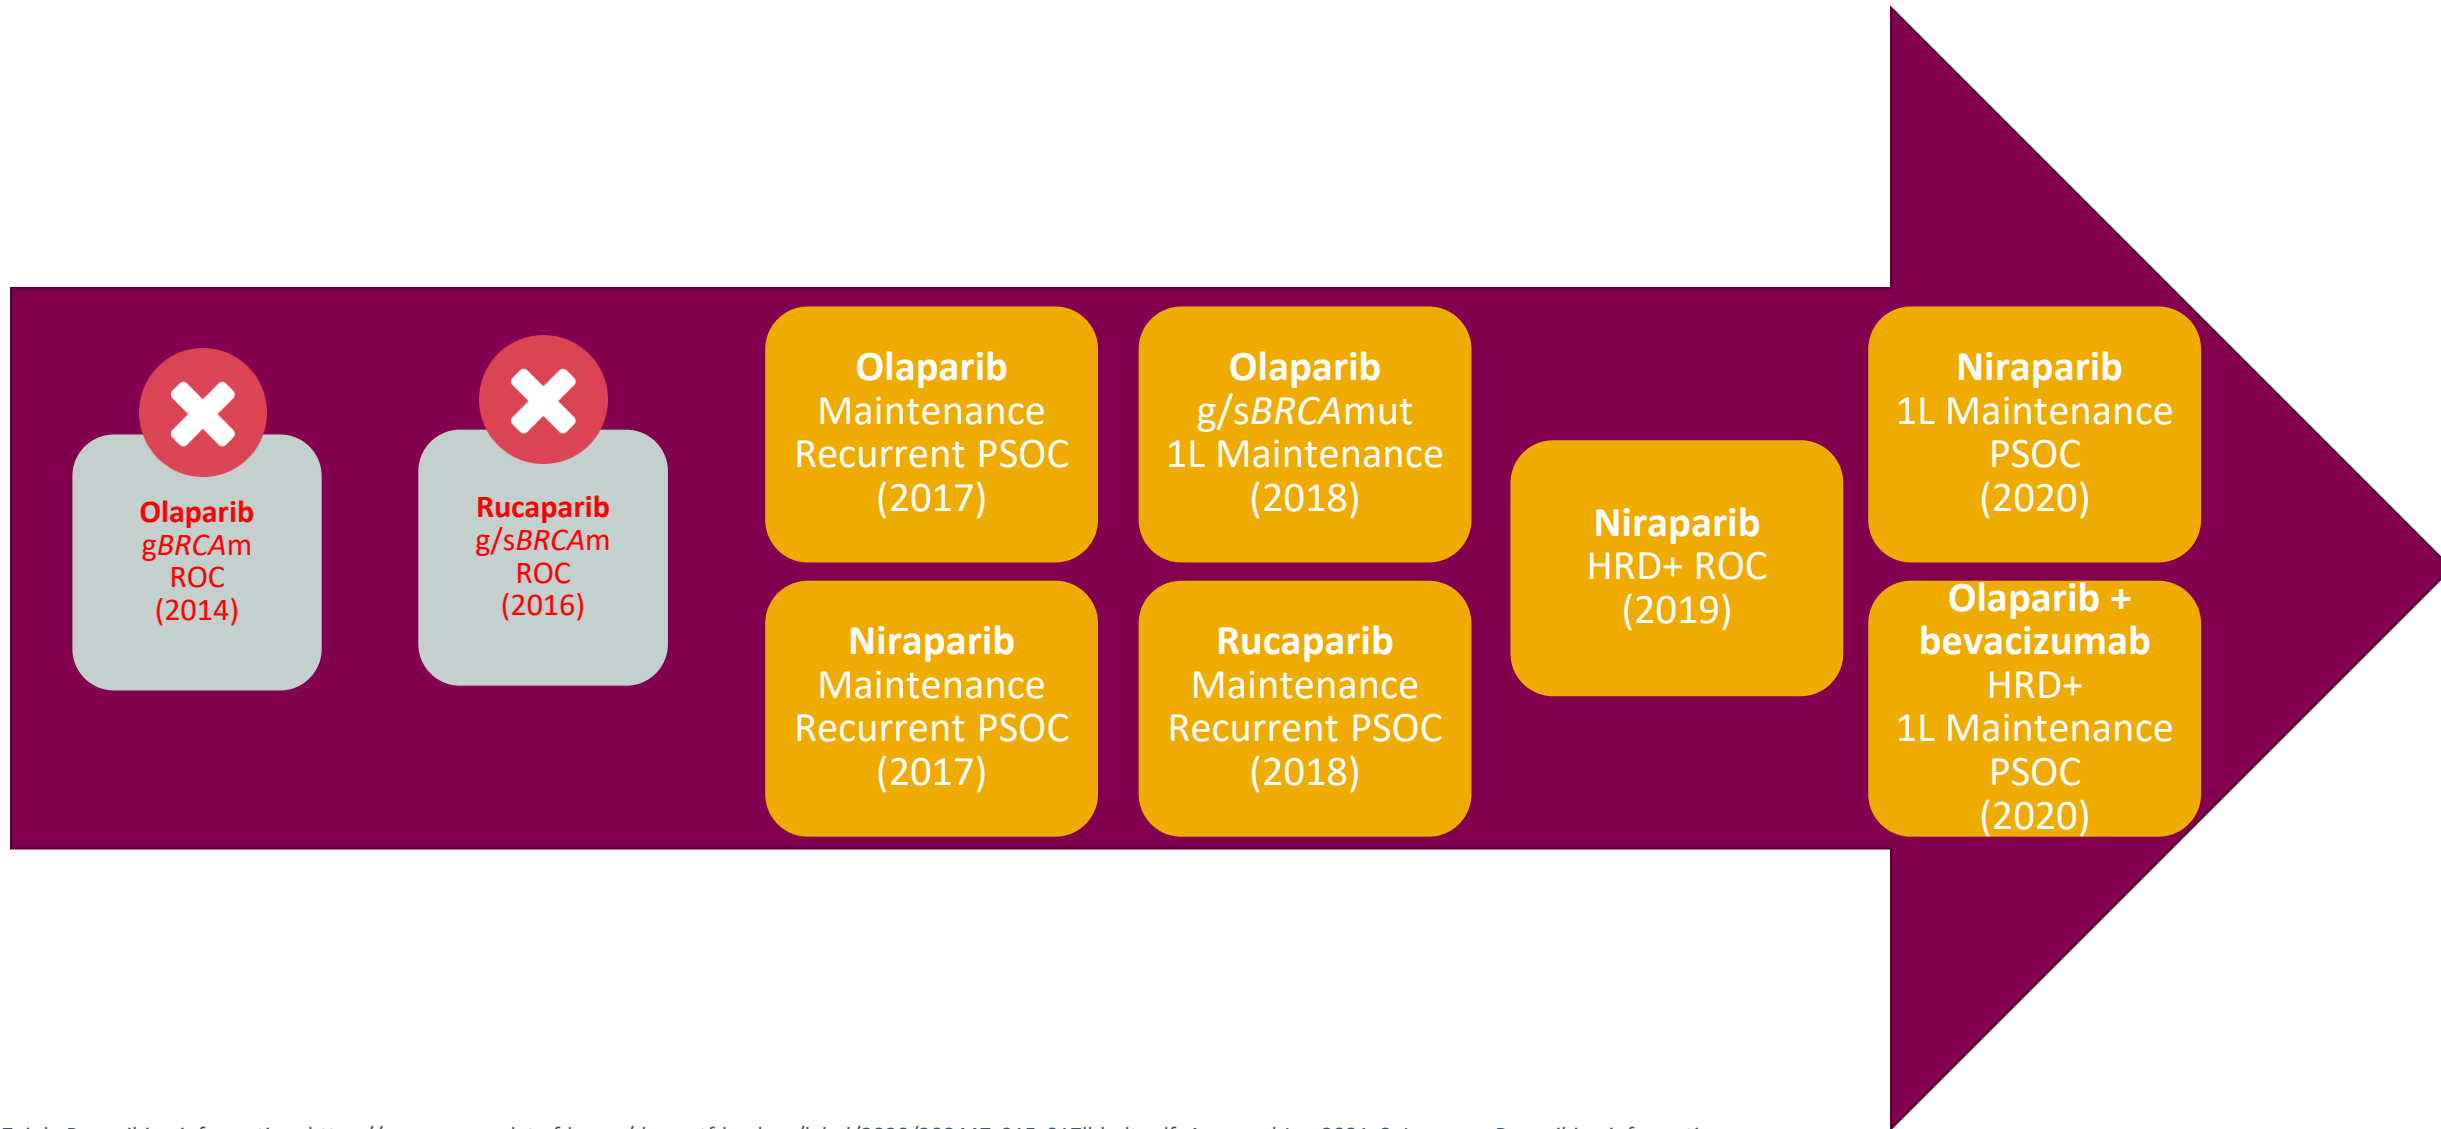 Olaparib
gBRCAm
ROC
(2014)
Rucaparib
g/sBRCAm
ROC
(2016)
Olaparib
Maintenance
Recurrent PSOC
(2017)
Niraparib
Maintenance
Recurrent PSOC
(2017)
Olaparib
g/sBRCAmut
1L Maintenance
(2018)
Rucaparib
Maintenance
Recurrent PSOC
(2018)
Niraparib
HRD+ ROC
(2019)
Niraparib
1L Maintenance
PSOC
(2020)
Olaparib +
bevacizumab
HRD+
1L Maintenance
PSOC
(2020)